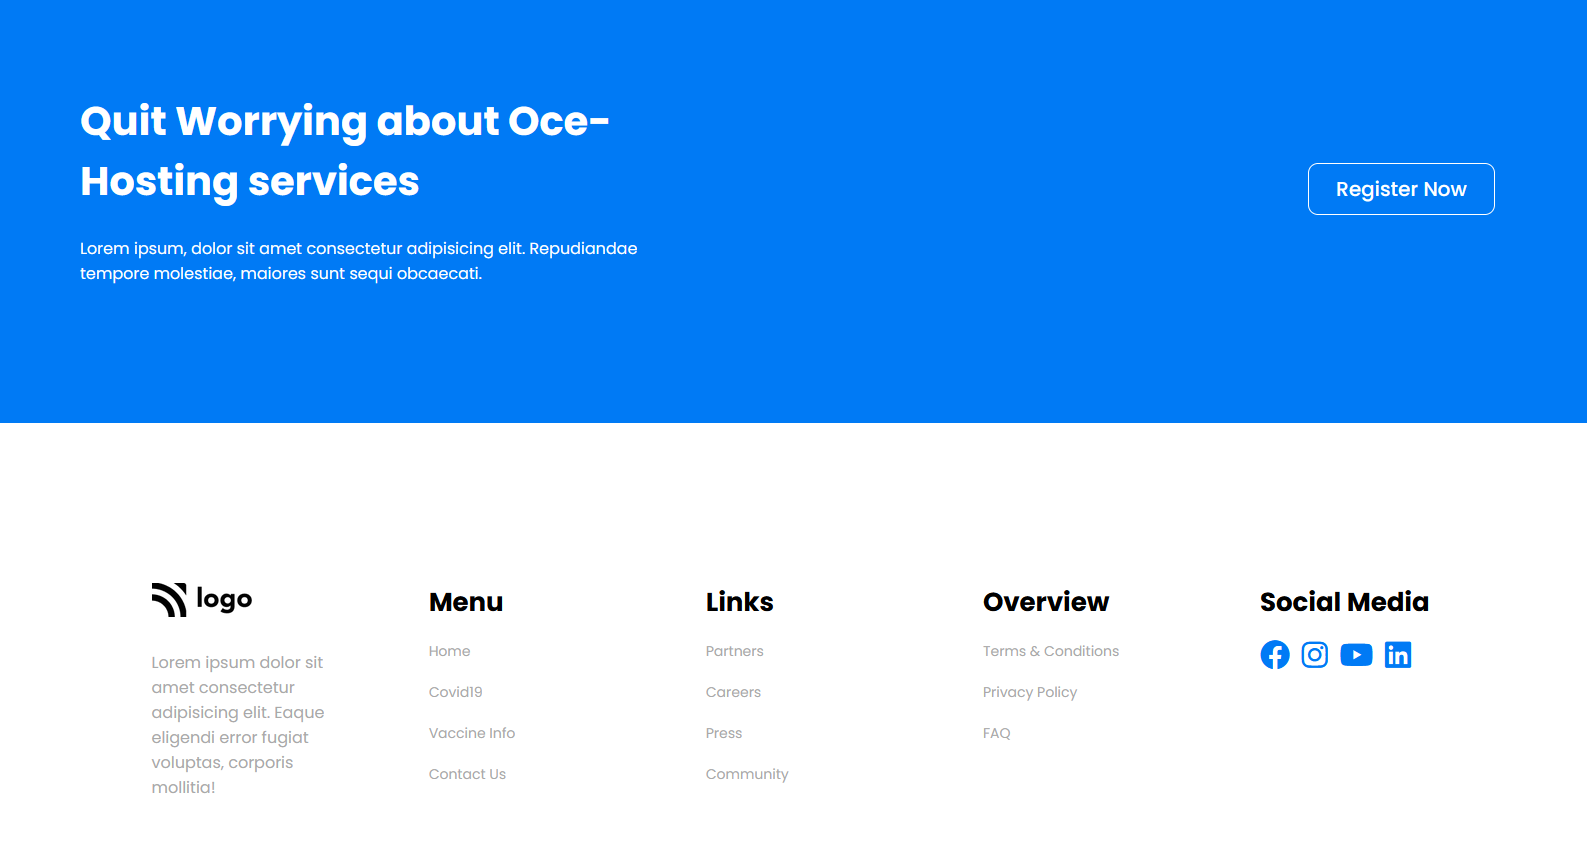 Quit Worrying about Oce-
Hosting services
Lorem ipsum, dolor sit amet consectetur adipisicing elit. Repudiandae
tempore molestiae, maiores sunt sequi obcaecati.
Register Now
logo
Lorem ipsum dolor sit
amet consectetur
adipisicing elit. Eaque
eligendi error fugiat
voluptas, corporis
mollitia!
Menu
Home
Covid19
Vaccine Info
Contact Us
Links
Partners
Careers
Press
Community
Overview
Terms & Conditions
Privacy Policy
FAQ
Social Media